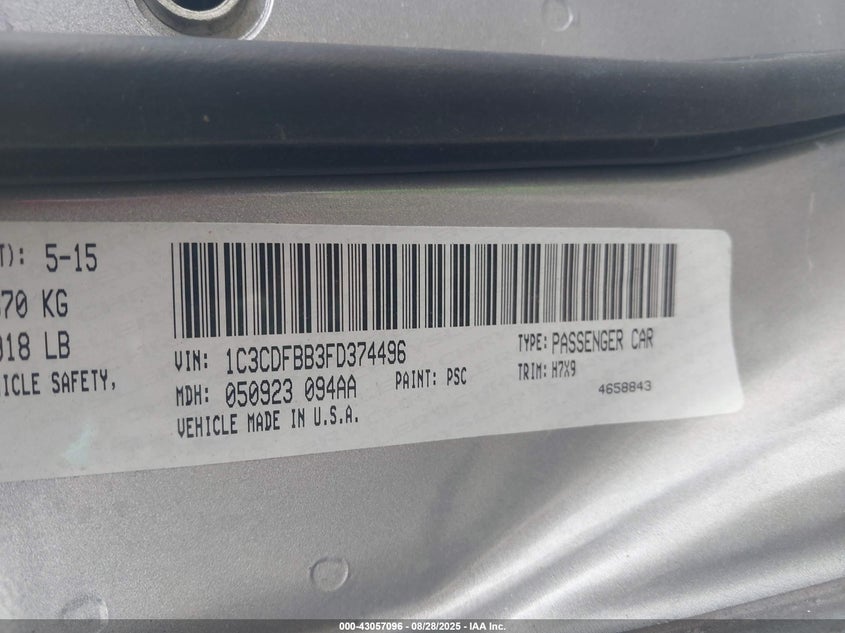 T): 5-15
70 KG
918 LB
ICLE SAFETY,
VIN: 1C3CDFBB3FD374496
TYPE: PASSENGER CAR
MDH: 050923 094AA
PAINT: PSC
TRIM: H7X9
VEHICLE MADE IN U.S.A.
4658843
000-43057096 - 08/28/2025 - IAA Inc.